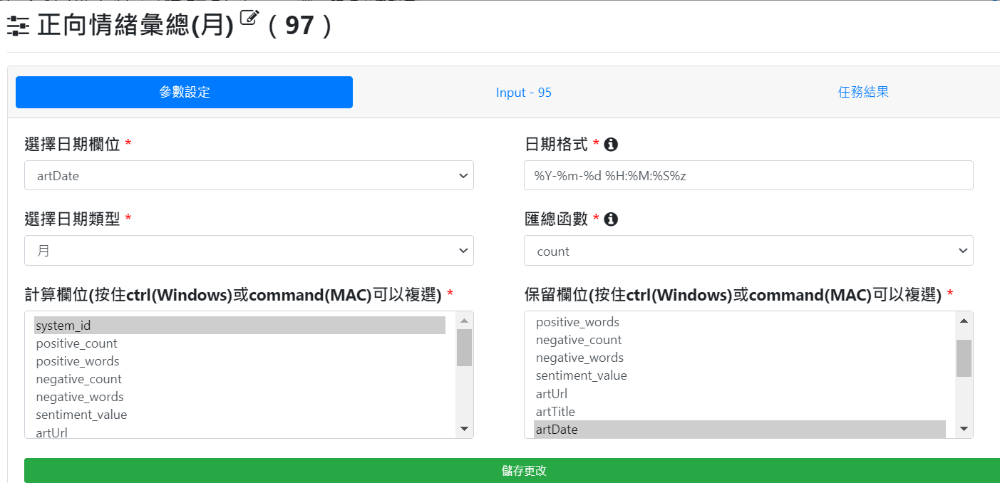 正向情緒彙總(月) ( 97 )
參數設定 Input - 95 任務結果
選擇日期欄位 * 日期格式 *
artDate %Y-%m-%d %H:%M:%S%z
選擇日期類型 * 匯總函數 *
月 count
計算欄位(按住ctrl(Windows)或command(MAC)可以複選) * 保留欄位(按住ctrl(Windows)或command(MAC)可以複選) *
system_id positive_words
positive_count negative_count
positive_words negative_words
negative_count sentiment_value
negative_words artUrl
sentiment_value artTitle
artUrl artDate
儲存更改